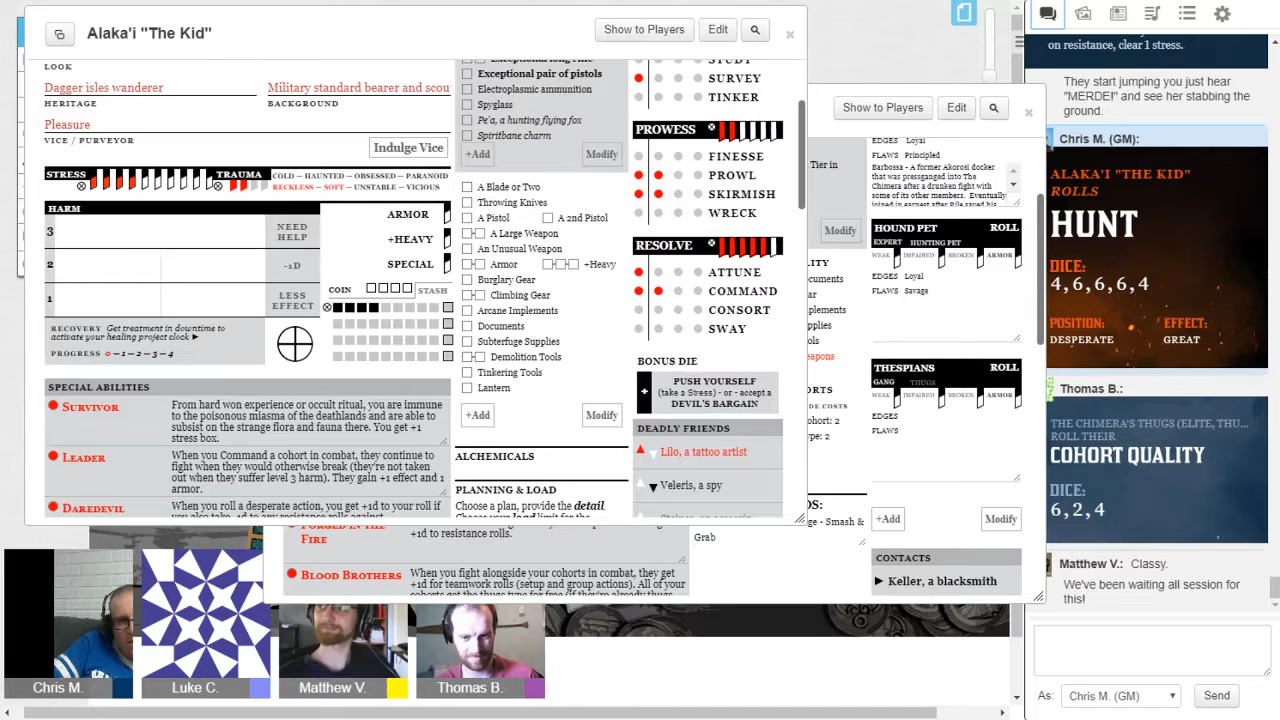 Alaka'i "The Kid"
Show to Players
Edit
LOOK
Dagger isles wanderer
Military standard bearer and scou
HERITAGE
BACKGROUND
Pleasure
VICE / PURVEYOR
Indulge Vice
STRESS
TRAUMA
COLD — HAUNTED — OBSESSED — PARANOID
RECKLESS — SOFT — UNSTABLE — VICIOUS
HARM
3
NEED HELP
2
-1D
1
LESS EFFECT
ARMOR
+HEAVY
SPECIAL
COIN
STASH
RECOVERY Get treatment in downtime to
activate your healing project clock ►
PROGRESS 0—1—2—3—4
SPECIAL ABILITIES
SURVIVOR
From hard won experience or occult ritual, you are immune
to the poisonous miasma of the deathlands and are able to
subsist on the strange flora and fauna there. You get +1
stress box.
LEADER
When you Command a cohort in combat, they continue to
fight when they would otherwise break (they're not taken
out when they suffer level 3 harm). They gain +1 effect and 1
armor.
DAREDEVIL
When you roll a desperate action, you get +1d to your roll if
Exceptional pair of pistols
Electroplasmic ammunition
Spyglass
Pe'a, a hunting flying fox
Spiritbane charm
+Add
Modify
A Blade or Two
Throwing Knives
A Pistol
A 2nd Pistol
A Large Weapon
An Unusual Weapon
Armor
+Heavy
Burglary Gear
Climbing Gear
Arcane Implements
Documents
Subterfuge Supplies
Demolition Tools
Tinkering Tools
Lantern
+Add
Modify
ALCHEMICALS
PLANNING & LOAD
Choose a plan, provide the detail.
STUDY
SURVEY
TINKER
PROWESS
FINESSE
PROWL
SKIRMISH
WRECK
RESOLVE
ATTUNE
COMMAND
CONSORT
SWAY
BONUS DIE
+
PUSH YOURSELF
(take 2 Stress) - or - accept a
DEVIL'S BARGAIN
DEADLY FRIENDS
Lilo, a tattoo artist
Veleris, a spy
FORGED IN THE
FIRE
+1d to resistance rolls.
BLOOD BROTHERS
When you fight alongside your cohorts in combat, they get
+1d for teamwork rolls (setup and group actions). All of your
Show to Players
Edit
Tier in
Modify
EDGES Loyal
FLAWS Principled
Barbossa - A former Akorosi docker
that was pressganged into The
Chimera after a drunken fight with
some of its other members. Eventually
HOUND PET
ROLL
EXPERT HUNTING PET
WEAK IMPAIRED BROKEN ARMOR
EDGES Loyal
FLAWS Savage
THESPIANS
ROLL
GANG THUGS
WEAK IMPAIRED BROKEN ARMOR
EDGES
FLAWS
+Add
Modify
CONTACTS
► Keller, a blacksmith
Smash &
Grab
on resistance, clear 1 stress.
They start jumping you just hear
"MERDE!" and see her stabbing the
ground.
Chris M. (GM):
ALAKA'I "THE KID"
ROLLS
HUNT
DICE:
4,6,6,6,4
POSITION:
EFFECT:
DESPERATE
GREAT
Thomas B.:
THE CHIMERA'S THUGS (ELITE, THU...
ROLL THEIR
COHORT QUALITY
DICE:
6,2,4
Matthew V.: Classy.
We've been waiting all session for
this!
As:
Chris M. (GM)
Send
Chris M.
Luke C.
Matthew V.
Thomas B.